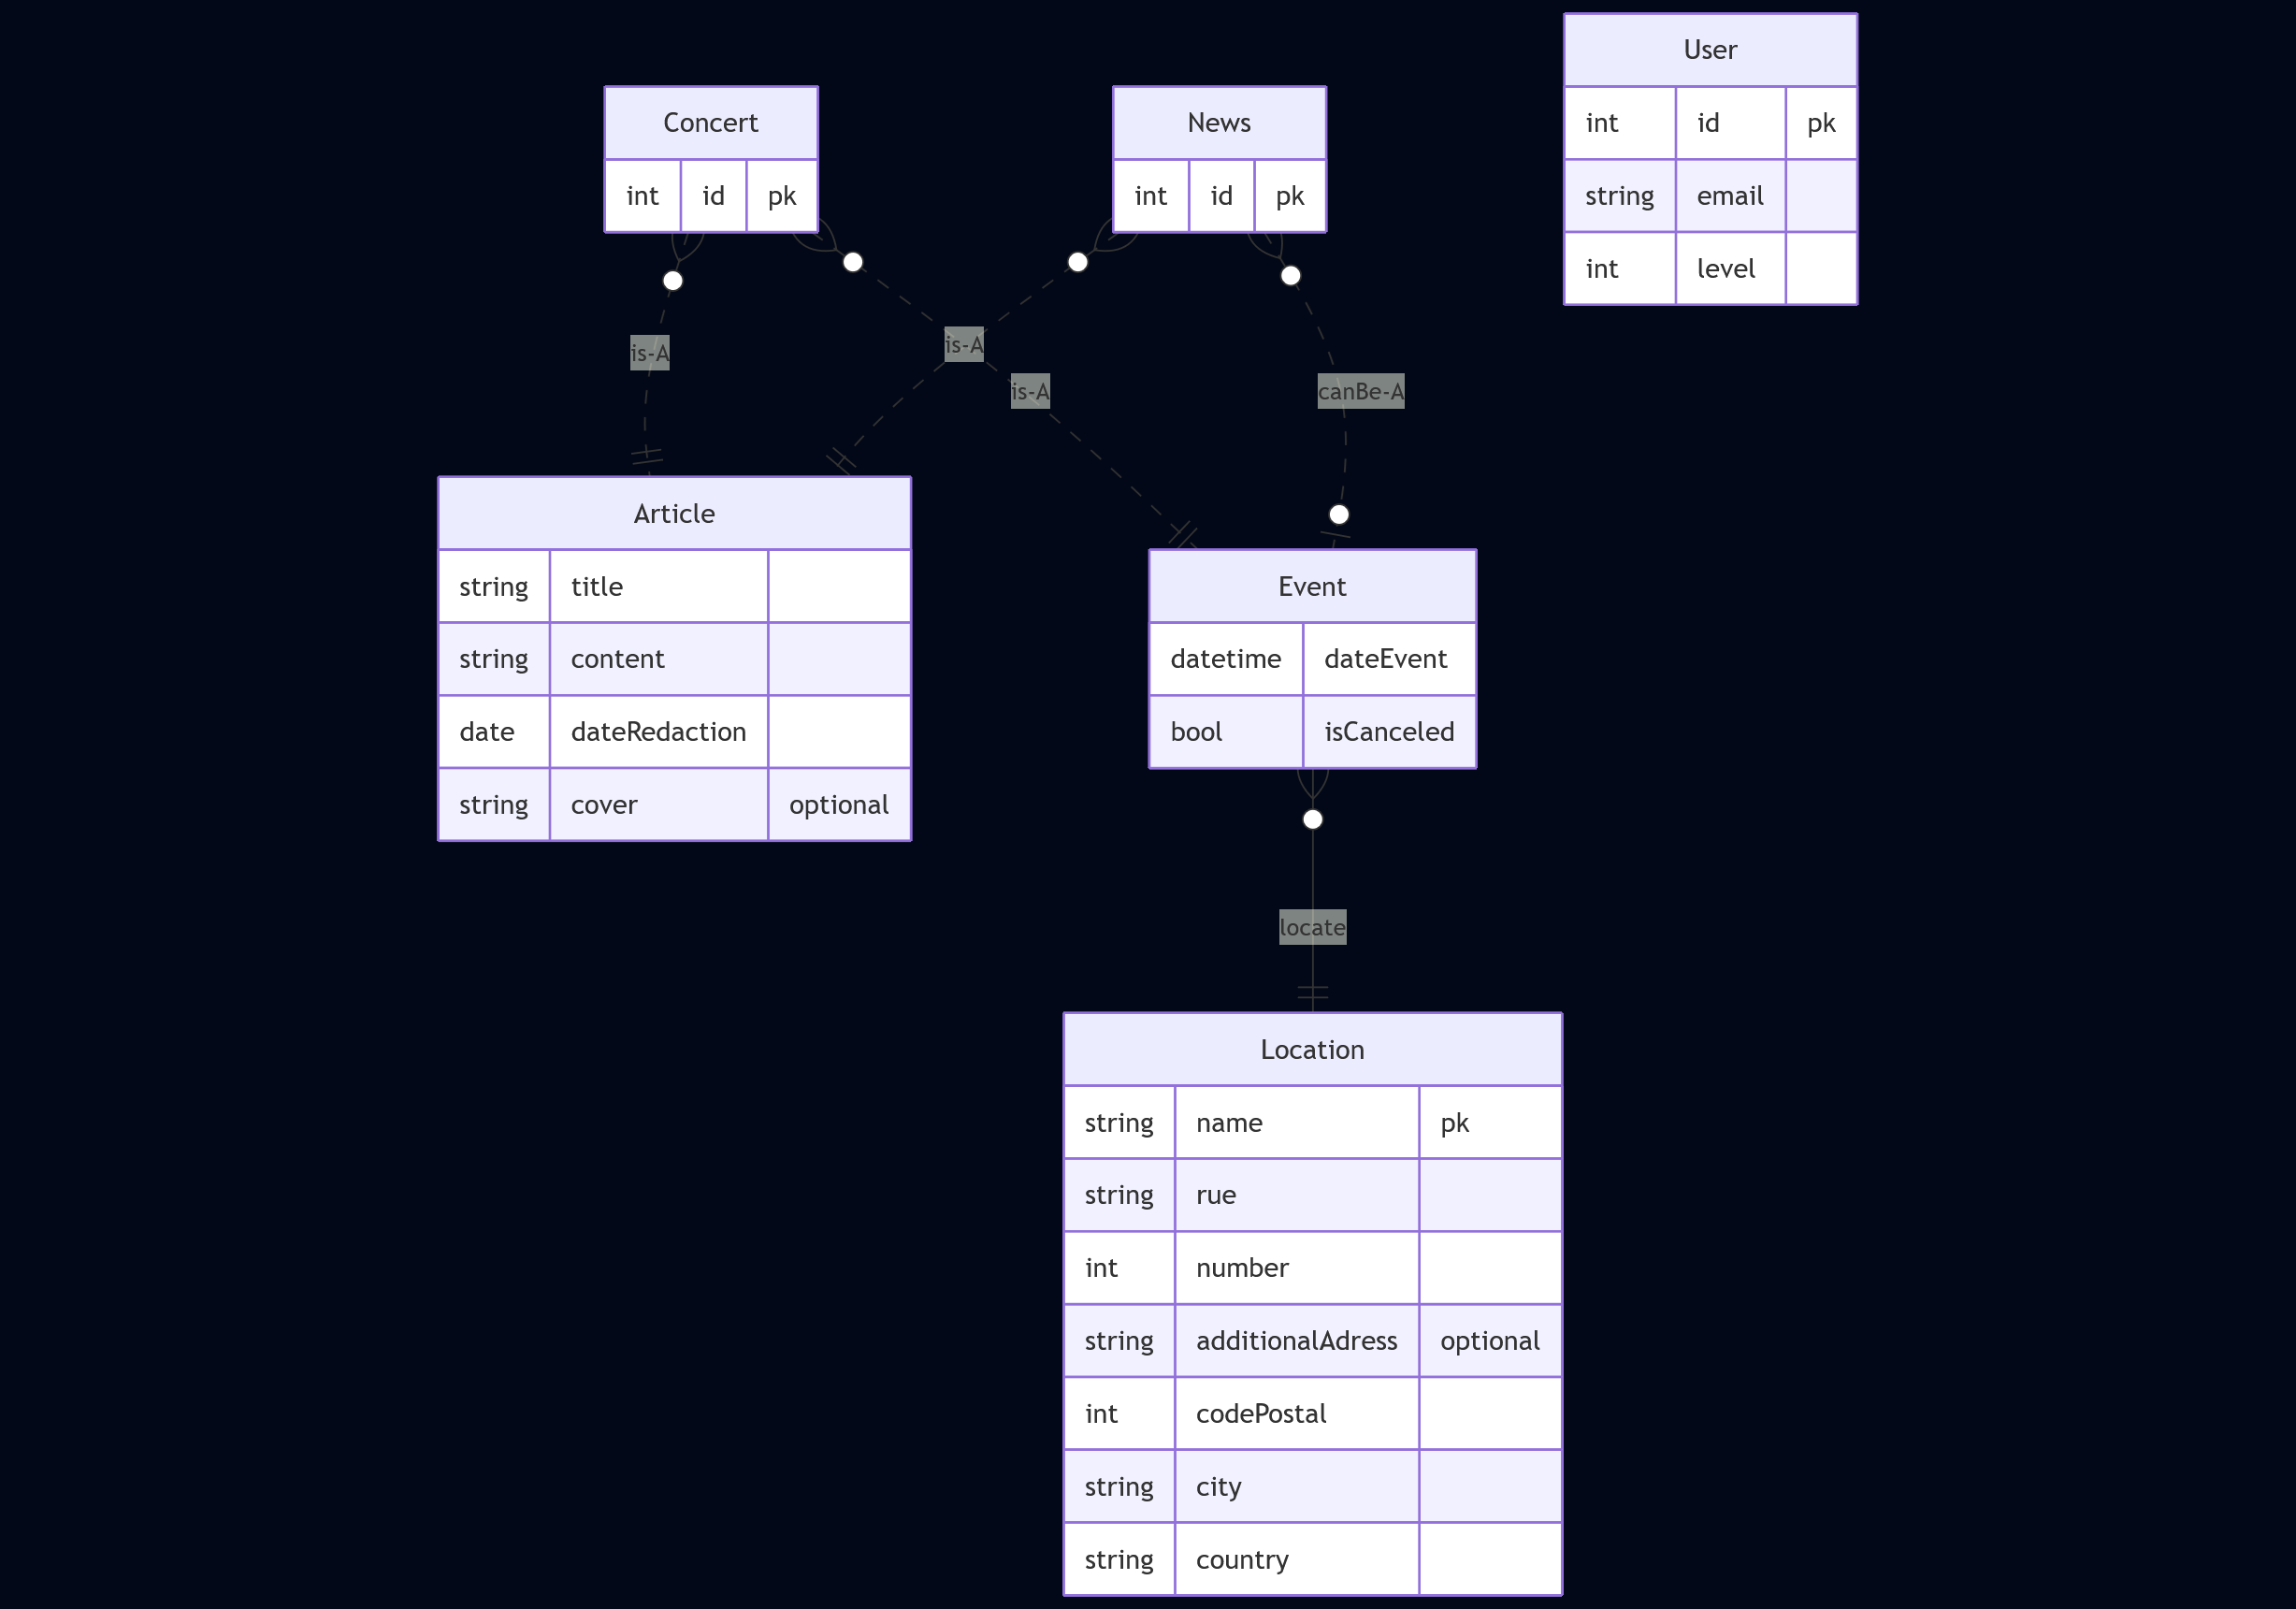 User
int id pk
string email
int level
Concert
int id pk
News
int id pk
is-A
is-A
is-A
canBe-A
Article
string title
string content
date dateRedaction
string cover optional
Event
datetime dateEvent
bool isCanceled
locate
Location
string name pk
string rue
int number
string additionalAdress optional
int codePostal
string city
string country